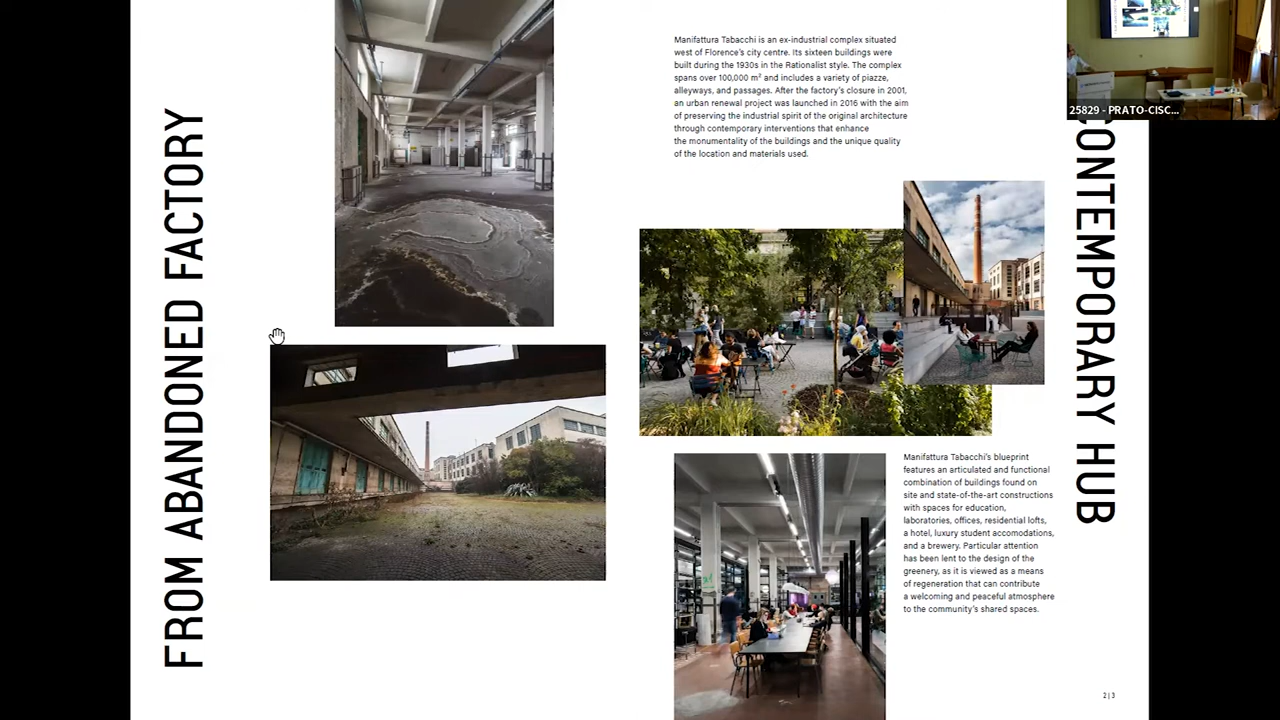 FROM ABANDONED FACTORY
Manifattura Tabacchi is an ex-industrial complex situated
west of Florence's city centre. Its sixteen buildings were
built during the 1930s in the Rationalist style. The complex
spans over 100,000 m² and includes a variety of piazze,
alleyways, and passages. After the factory's closure in 2001,
an urban renewal project was launched in 2016 with the aim
of preserving the industrial spirit of the original architecture
through contemporary interventions that enhance
the monumentality of the buildings and the unique quality
of the location and materials used.
25829 - PRATO-CISC...
CONTEMPORARY HUB
Manifattura Tabacchi's blueprint
features an articulated and functional
combination of buildings found on
site and state-of-the-art constructions
with spaces for education,
laboratories, offices, residential lofts,
a hotel, luxury student accomodations,
and a brewery. Particular attention
has been lent to the design of the
greenery, as it is viewed as a means
of regeneration that can contribute
a welcoming and peaceful atmosphere
to the community's shared spaces.
2 | 3